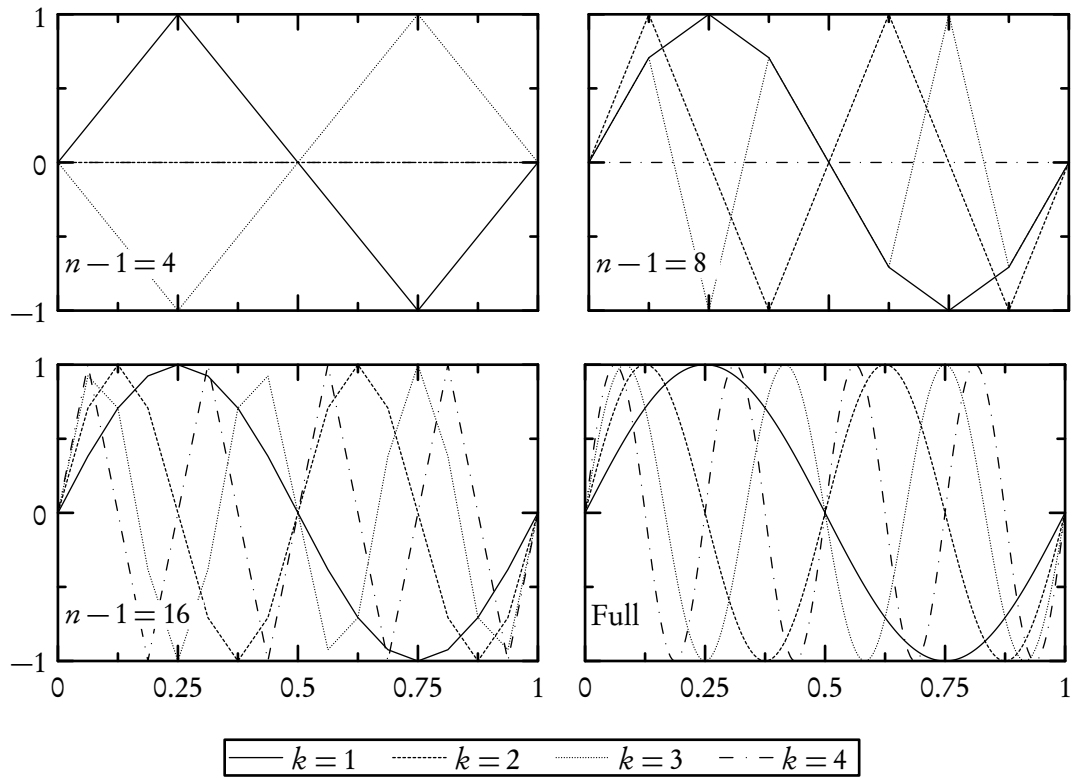 1
0
−1
n − 1 = 4
n − 1 = 8
1
0
−1
n − 1 = 16
Full
0 0.25 0.5 0.75 1
0 0.25 0.5 0.75 1
k = 1 k = 2 k = 3 k = 4